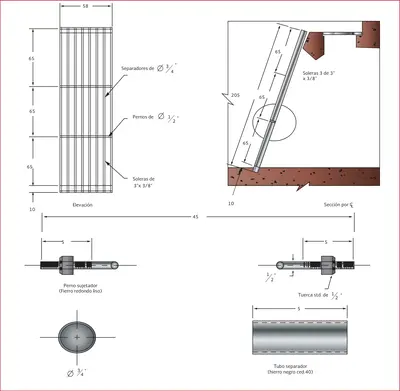 58
65
65
65
10
Separadores de Ø 3/4"
Pernos de Ø 1/2"
Soleras de
3"x 3/8"
Elevación
Soleras 3 de 3"
x 3/8"
205
65
65
65
10
Sección por ℄
45
5
Perno sujetador
(fierro redondo liso)
5
1/2"
Tuerca std. de 1/2"
Ø 3/4"
5
Tubo separador
(fierro negro ced.40)